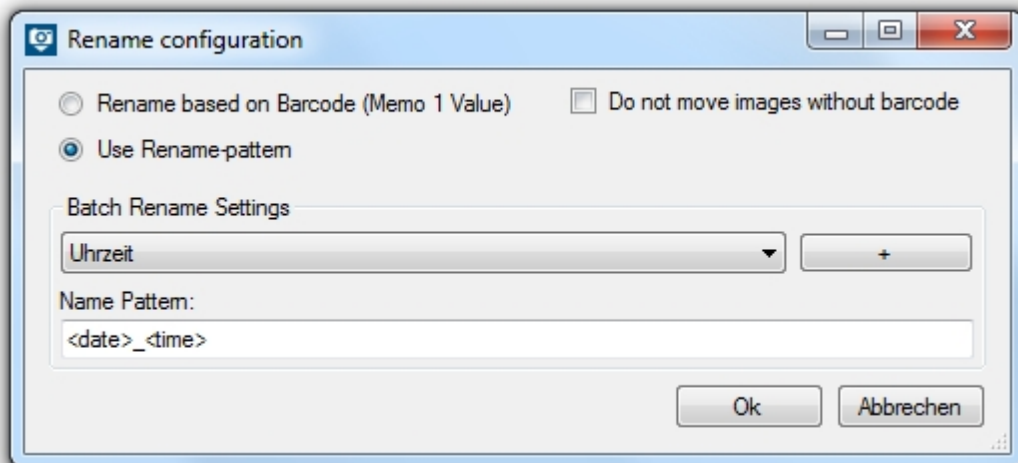 Rename configuration
Rename based on Barcode (Memo 1 Value)
Do not move images without barcode
Use Rename-pattern
Batch Rename Settings
Uhrzeit
+
Name Pattern:
<date>_<time>
Ok
Abbrechen